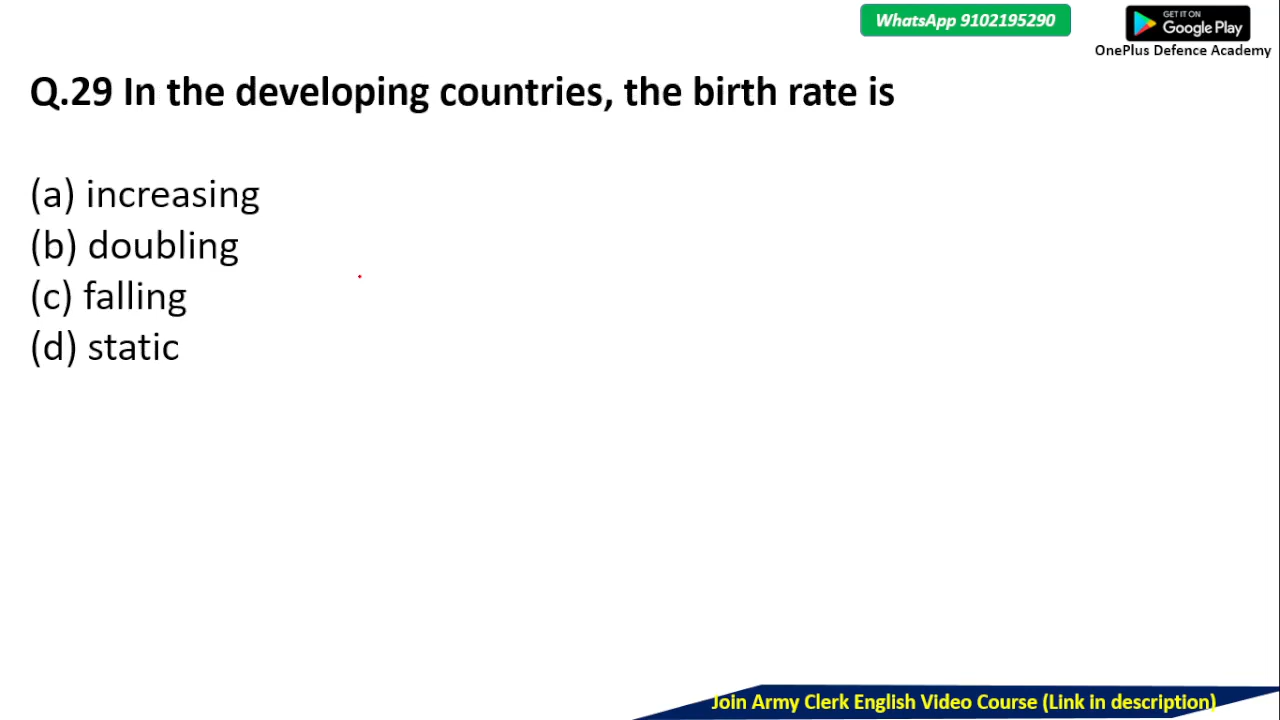 WhatsApp 9102195290
GET IT ON
Google Play
OnePlus Defence Academy
Q.29 In the developing countries, the birth rate is
(a) increasing
(b) doubling
(c) falling
(d) static
Join Army Clerk English Video Course (Link in description)